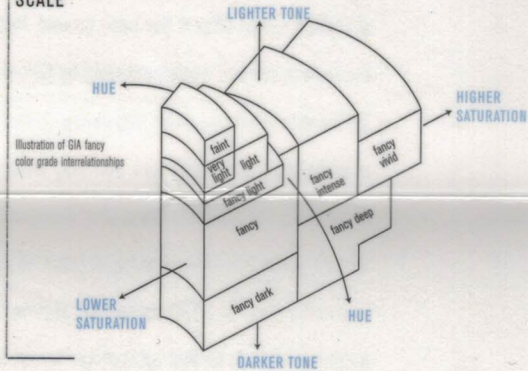 SCALE
LIGHTER TONE
HUE
HIGHER
SATURATION
Illustration of GIA fancy
color grade interrelationships
faint
very
light
light
fancy light
fancy
intense
fancy
vivid
fancy
fancy deep
fancy dark
LOWER
SATURATION
HUE
DARKER TONE